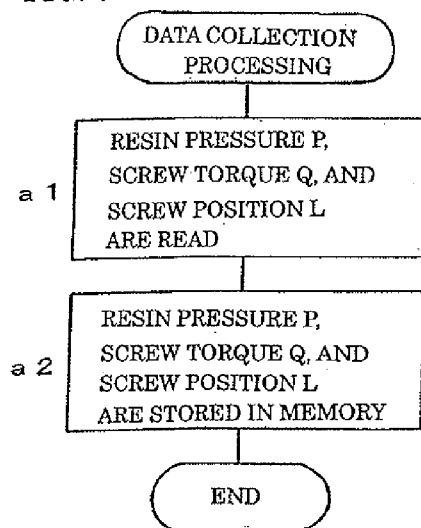 DATA COLLECTION
PROCESSING
RESIN PRESSURE P,
SCREW TORQUE Q, AND
a 1
SCREW POSITION L
ARE READ
RESIN PRESSURE P,
SCREW TORQUE Q, AND
a 2
SCREW POSITION L
ARE STORED IN MEMORY
END